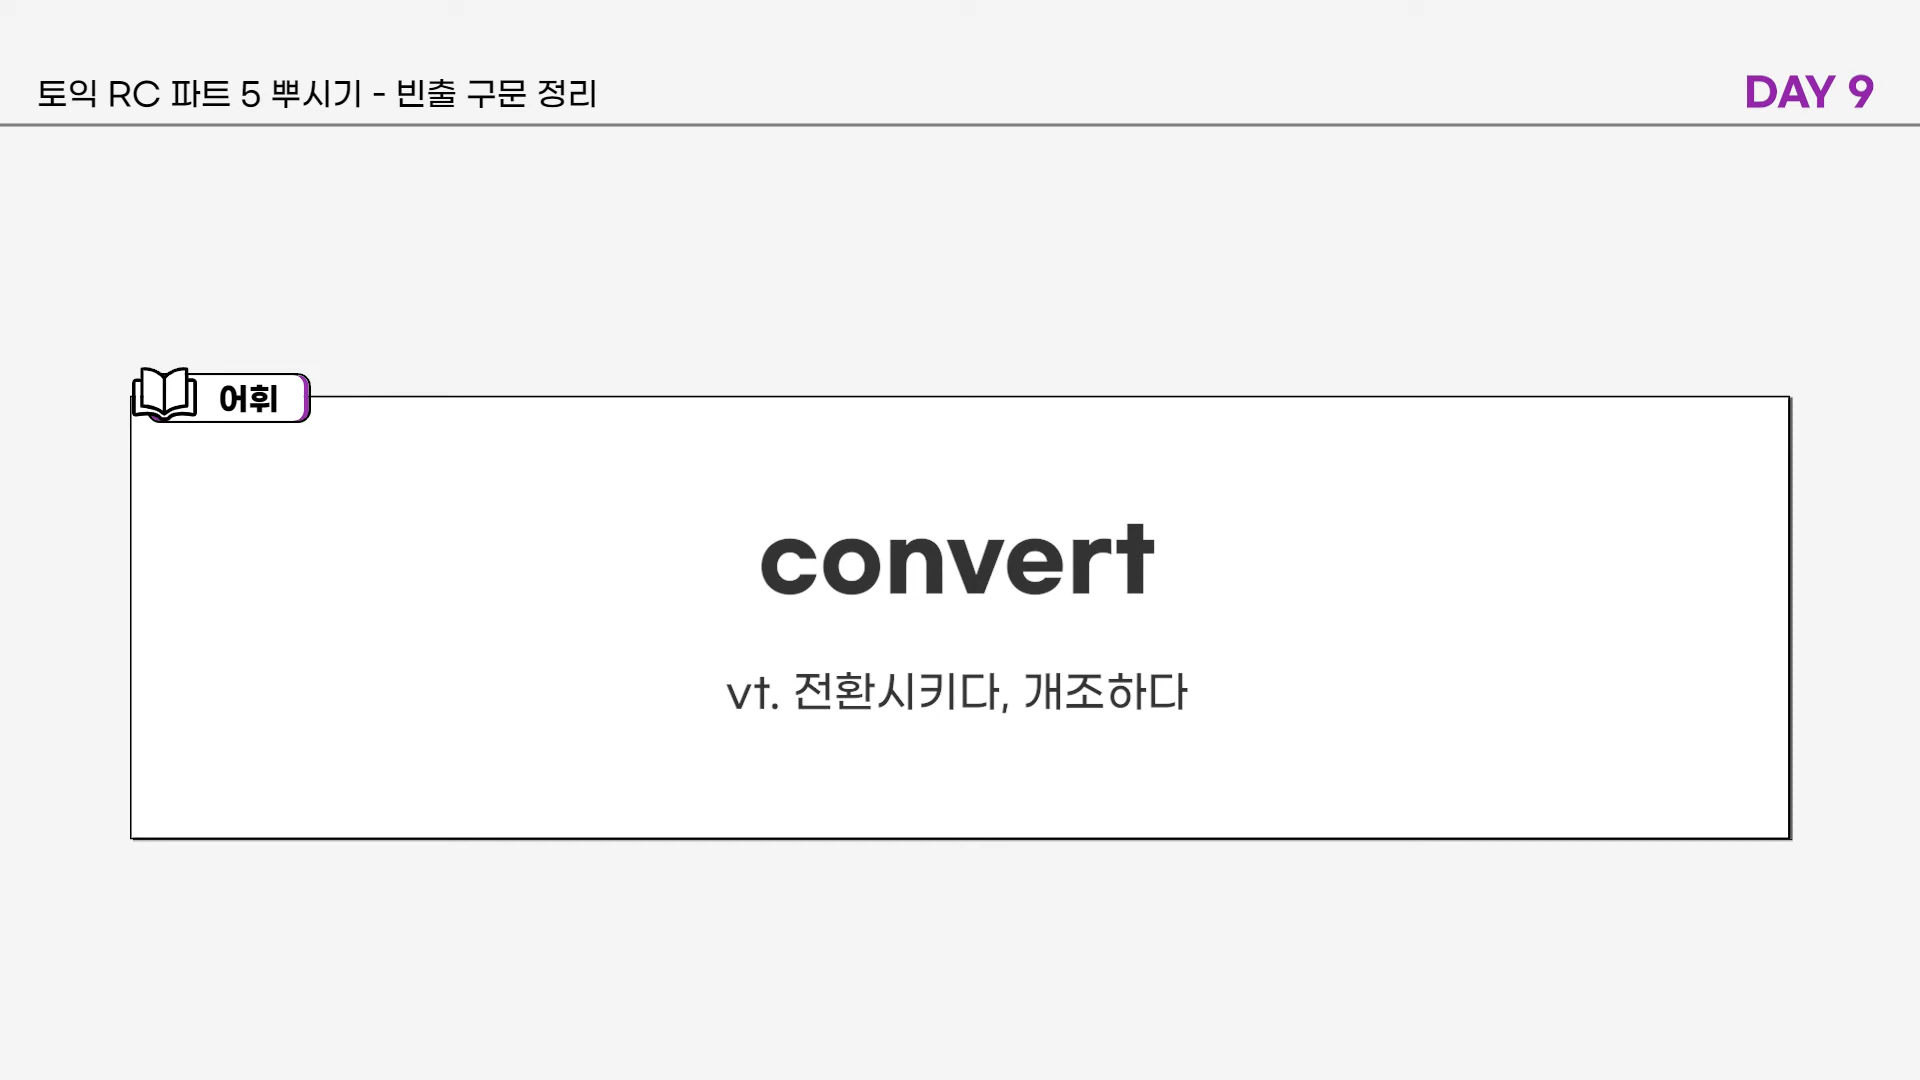 토익 RC 파트 5 뿌시기 - 빈출 구문 정리
DAY 9
어휘
convert
vt. 전환시키다, 개조하다